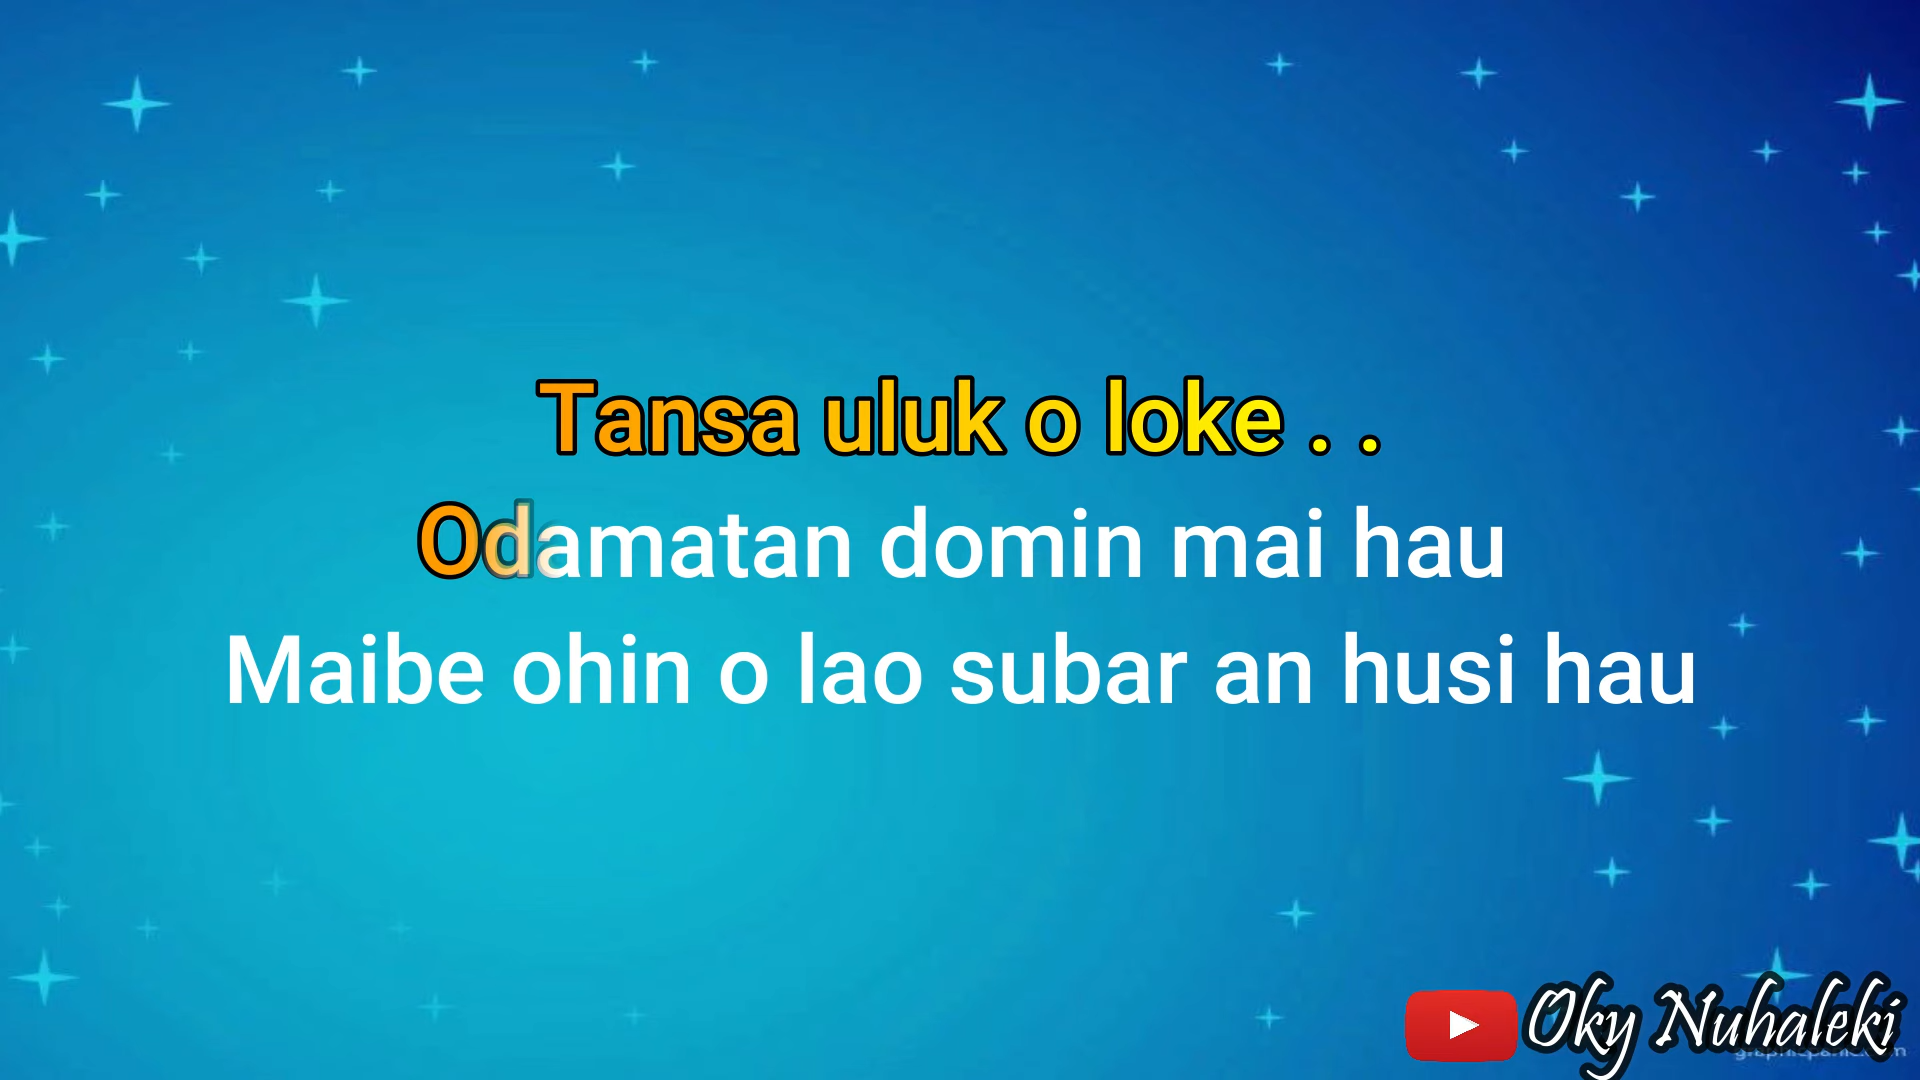 Tansa uluk o loke . .
Odamatan domin mai hau
Maibe ohin o lao subar an husi hau
Oky Nuhaleki